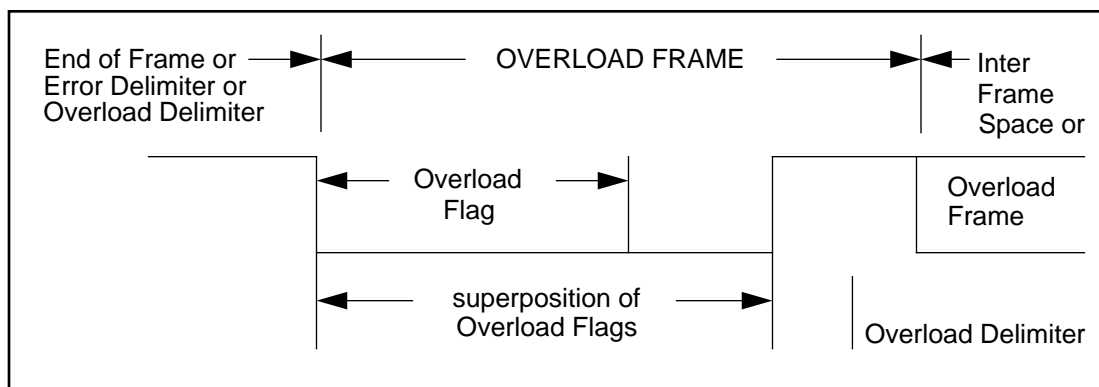 End of Frame or
Error Delimiter or
Overload Delimiter
OVERLOAD FRAME
Inter
Frame
Space or
Overload
Flag
Overload
Frame
superposition of
Overload Flags
Overload Delimiter